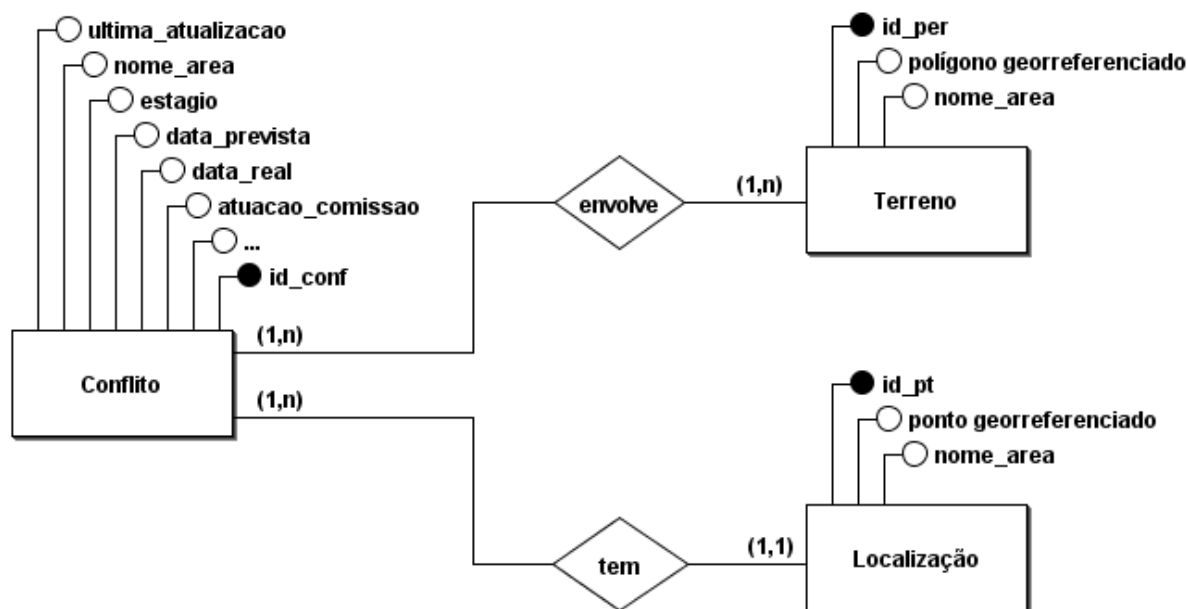 ultima_atualizacao
nome_area
estagio
data_prevista
data_real
atuacao_comissao
...
id_conf
(1,n)
Conflito
(1,n)
envolve
(1,n)
id_per
polígono georreferenciado
nome_area
Terreno
tem
(1,1)
id_pt
ponto georreferenciado
nome_area
Localização